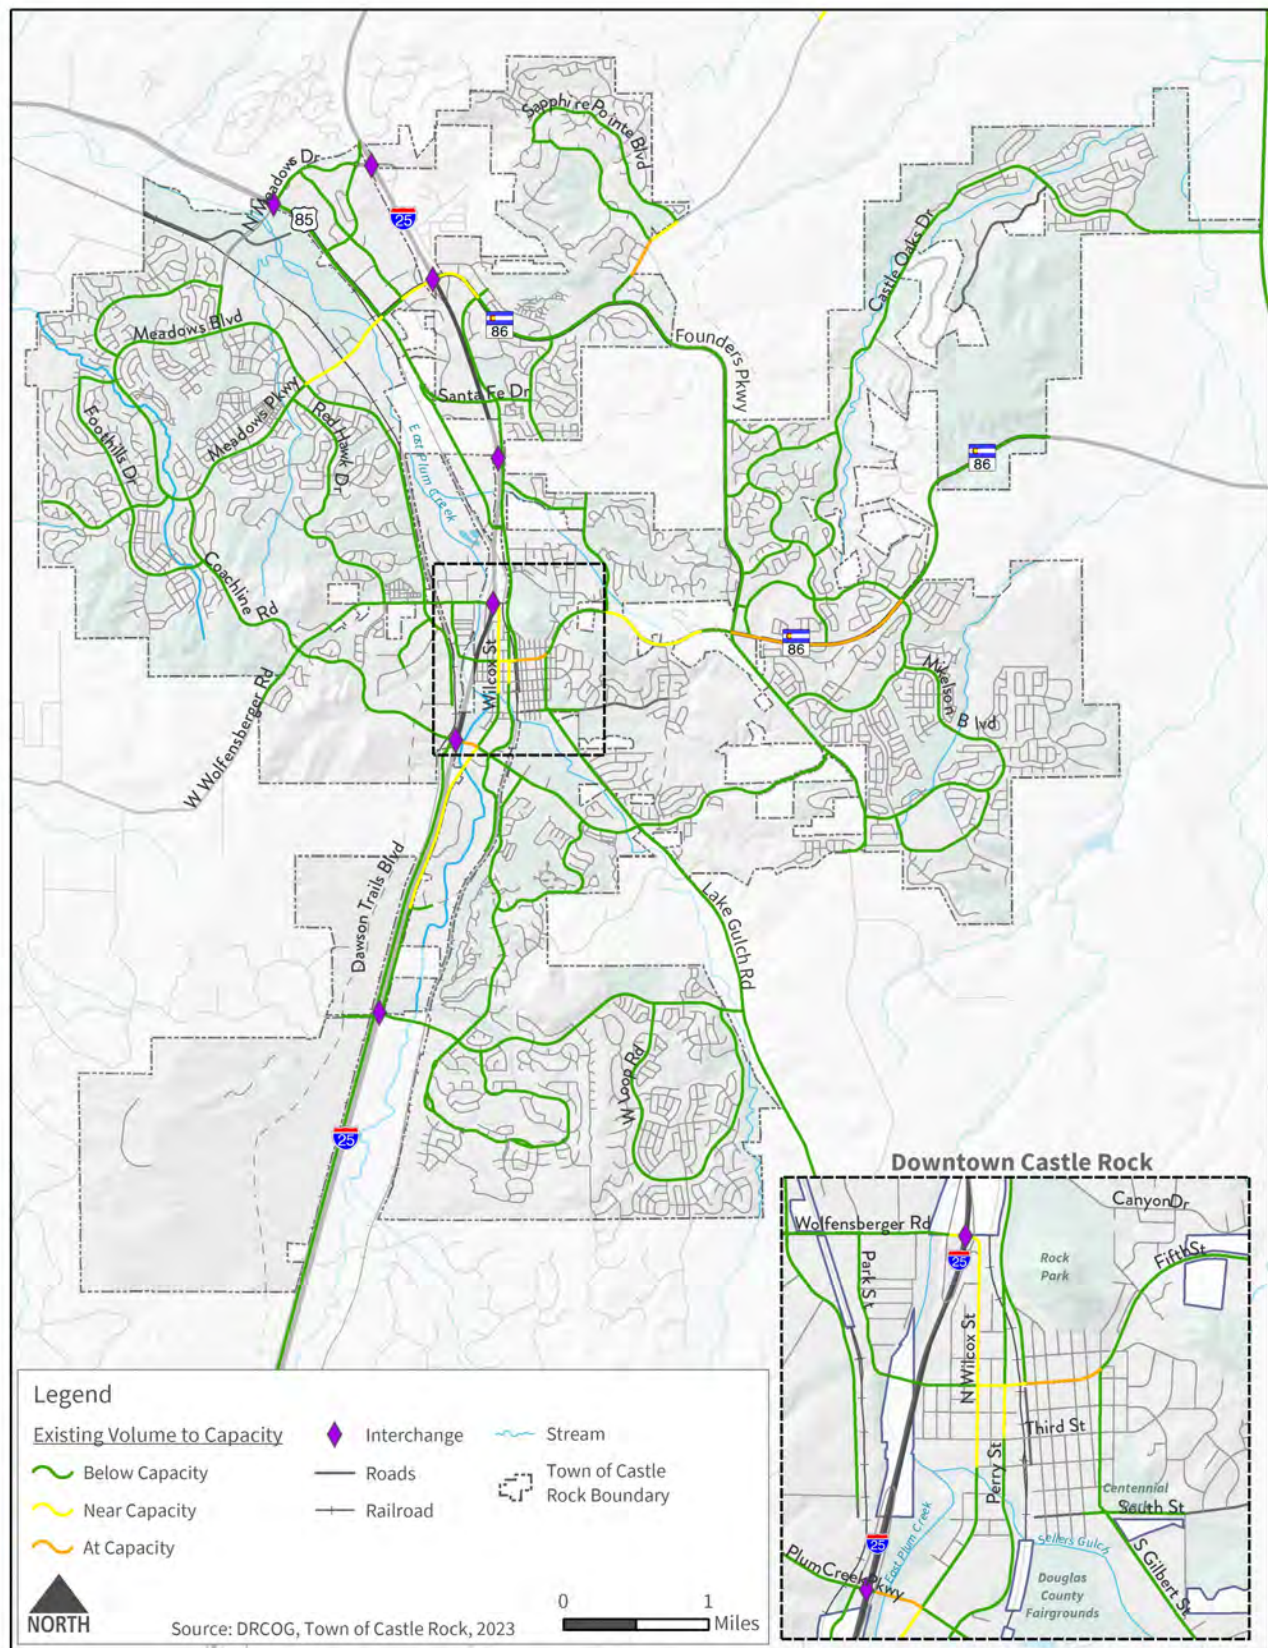 Sapphire Pointe Blvd
N Meadows Dr
85
25
Castle Oaks Dr
86
Meadows Blvd
Founders Pkwy
Santa Fe Dr
Meadows Pkwy
Foothills Dr
Red Hawk Dr
East Plum Creek
86
Coachline Rd
86
Wilcox St
Mikelson Blvd
W Wolfensberger Rd
Dawson Trails Blvd
Lake Gulch Rd
W Loop Rd
25
Downtown Castle Rock
Canyon Dr
Wolfensberger Rd
Fifth St
25
Rock
Park
Park St
N Wilcox St
Third St
Perry St
Centennial
South St
East Plum Creek
25
Sellers Gulch
S Gilbert St
Plum Creek Pkwy
Douglas
County
Fairgrounds
Legend
Existing Volume to Capacity
Below Capacity
Near Capacity
At Capacity
Interchange
Roads
Railroad
Stream
Town of Castle
Rock Boundary
NORTH
Source: DRCOG, Town of Castle Rock, 2023
0 1
Miles